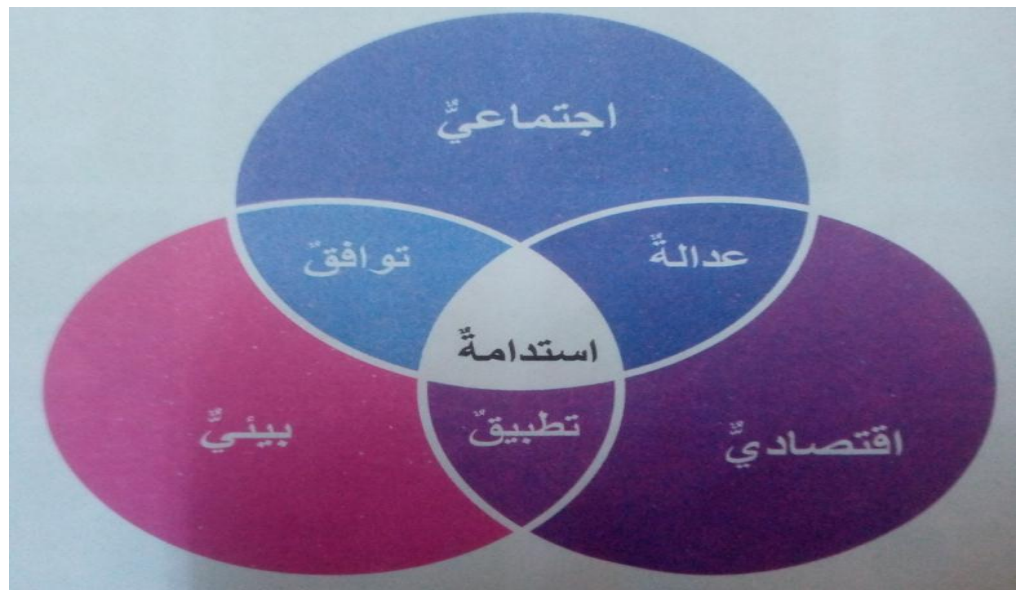 اجتماعيٌّ
عدالةٌ
توافقٌ
استدامةٌ
تطبيقٌ
اقتصاديٌّ
بيئيٌّ